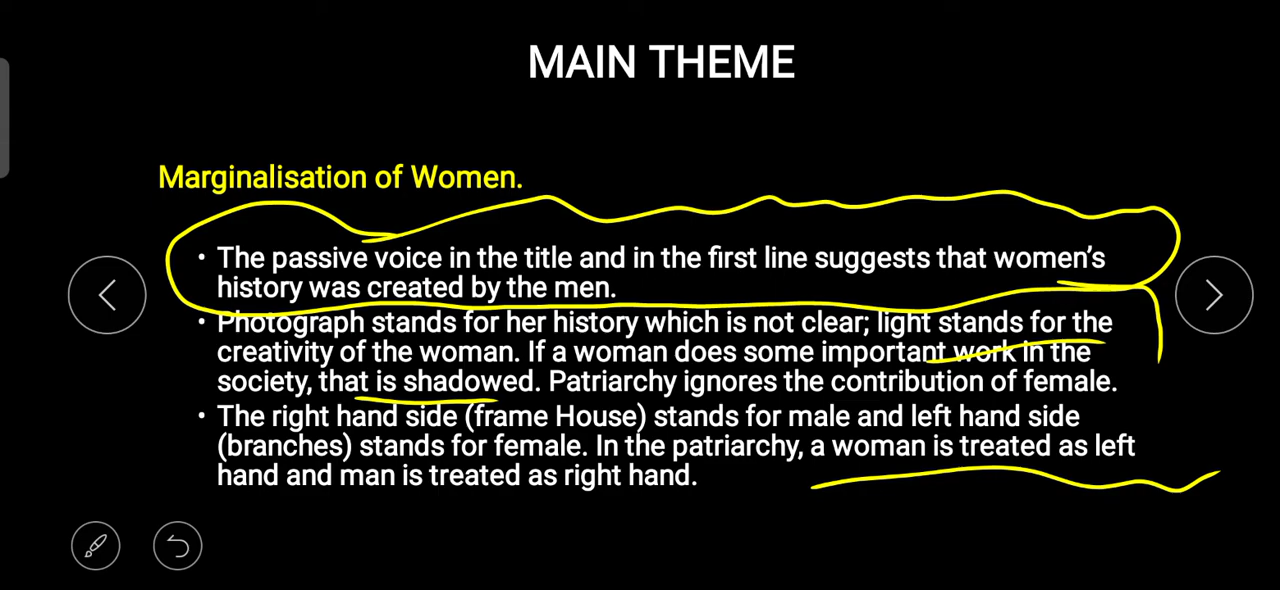 MAIN THEME
Marginalisation of Women.
• The passive voice in the title and in the first line suggests that women's
history was created by the men.
• Photograph stands for her history which is not clear; light stands for the
creativity of the woman. If a woman does some important work in the
society, that is shadowed. Patriarchy ignores the contribution of female.
• The right hand side (frame House) stands for male and left hand side
(branches) stands for female. In the patriarchy, a woman is treated as left
hand and man is treated as right hand.